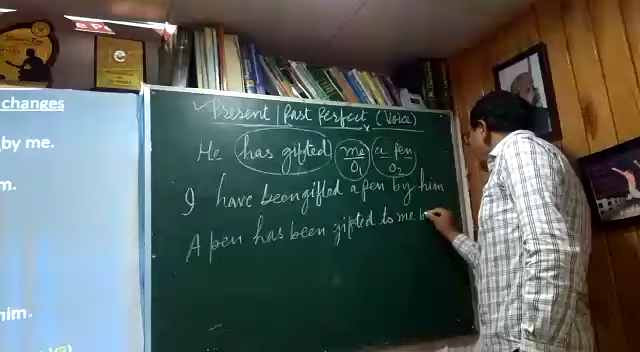 changes
by me.
m.
him.
Present | Past Perfect (Voice)
He has gifted me a pen
O1 O2
I have been gifted a pen by him
A pen has been gifted to me b